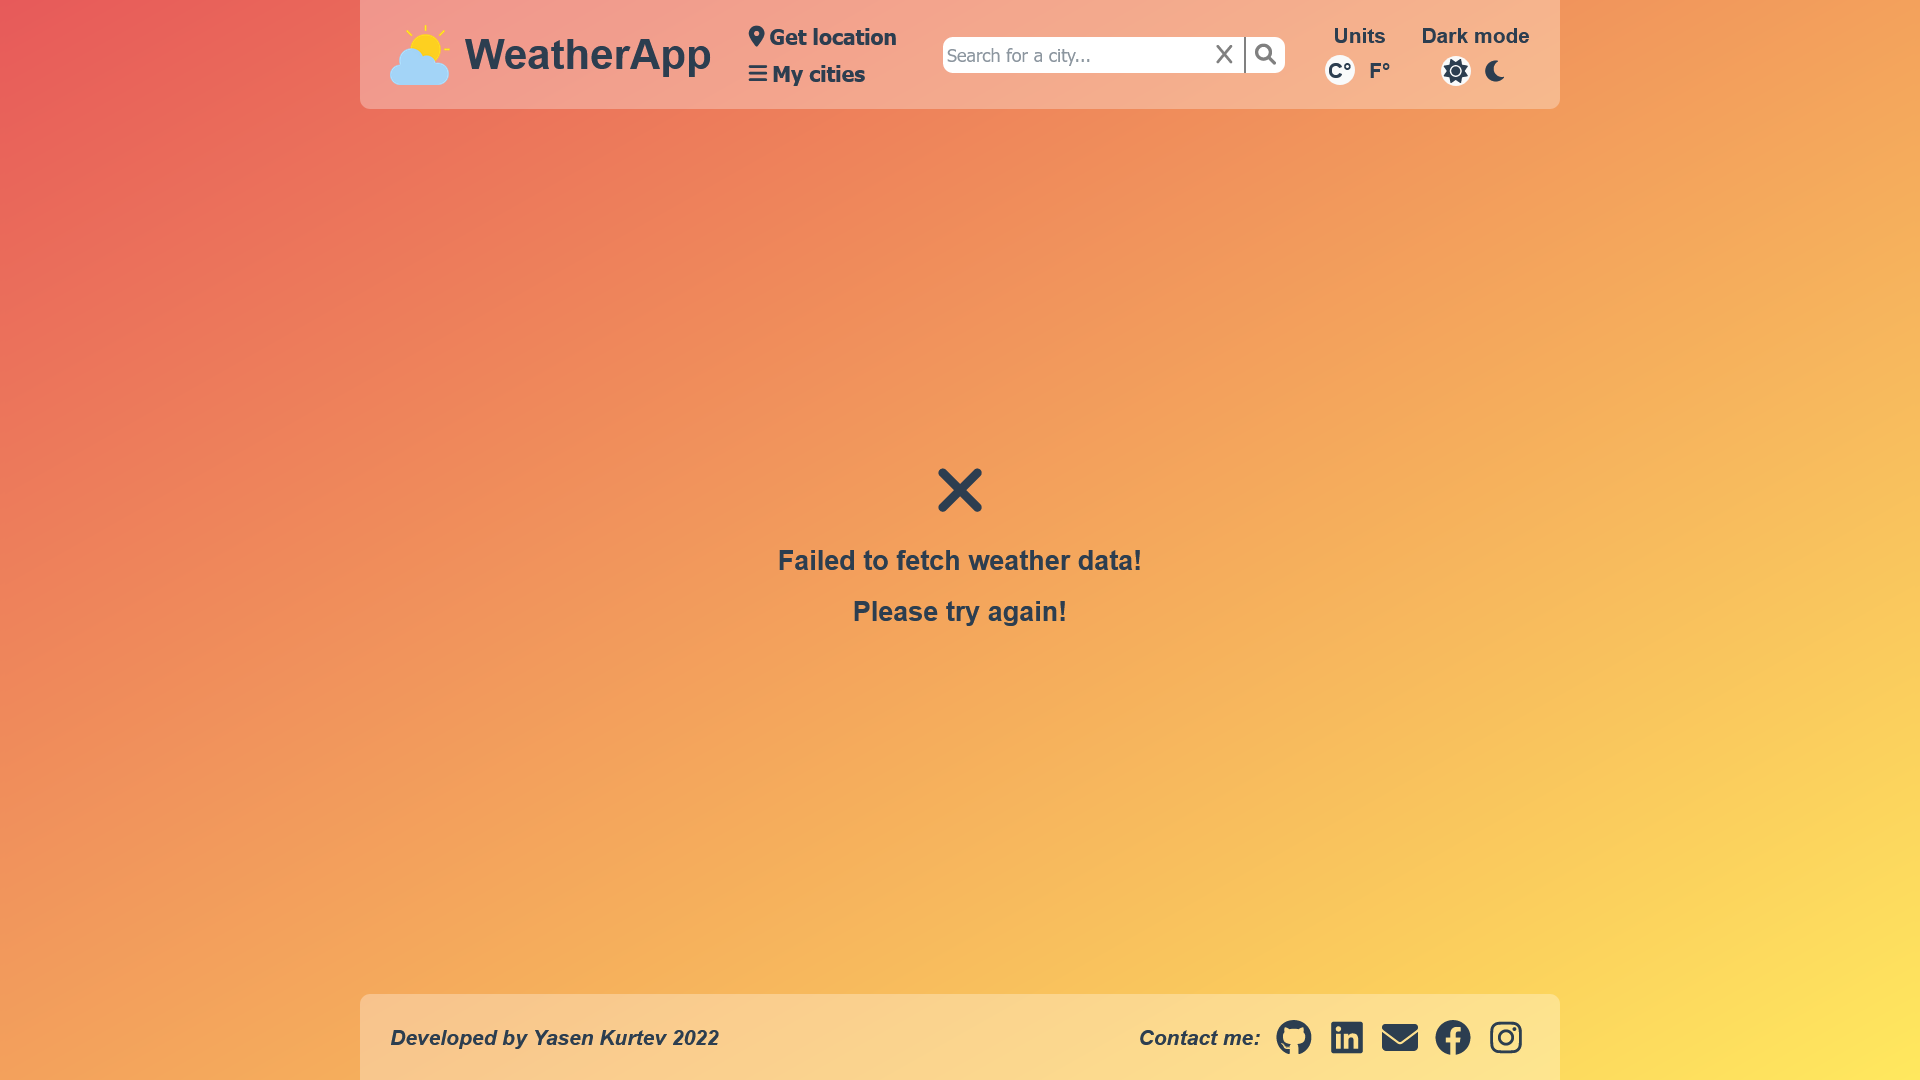 WeatherApp
Get location
My cities
Search for a city...
Units
C° F°
Dark mode
Failed to fetch weather data!
Please try again!
Developed by Yasen Kurtev 2022
Contact me: